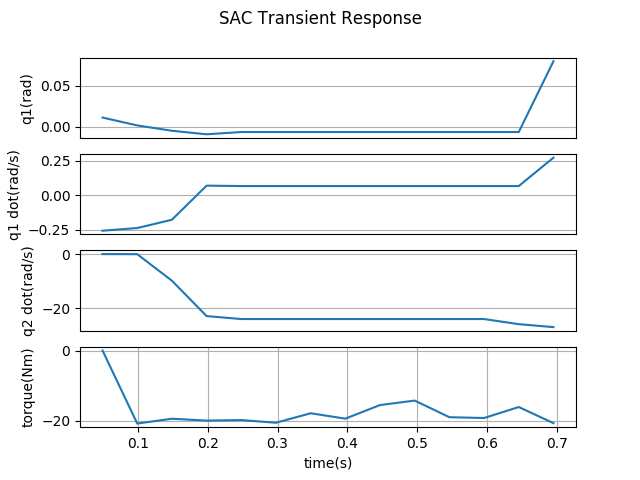 SAC Transient Response
q1(rad)
0.05
0.00
q1 dot(rad/s)
0.25
0.00
−0.25
q2 dot(rad/s)
0
−20
torque(Nm)
0
−20
0.1 0.2 0.3 0.4 0.5 0.6 0.7
time(s)